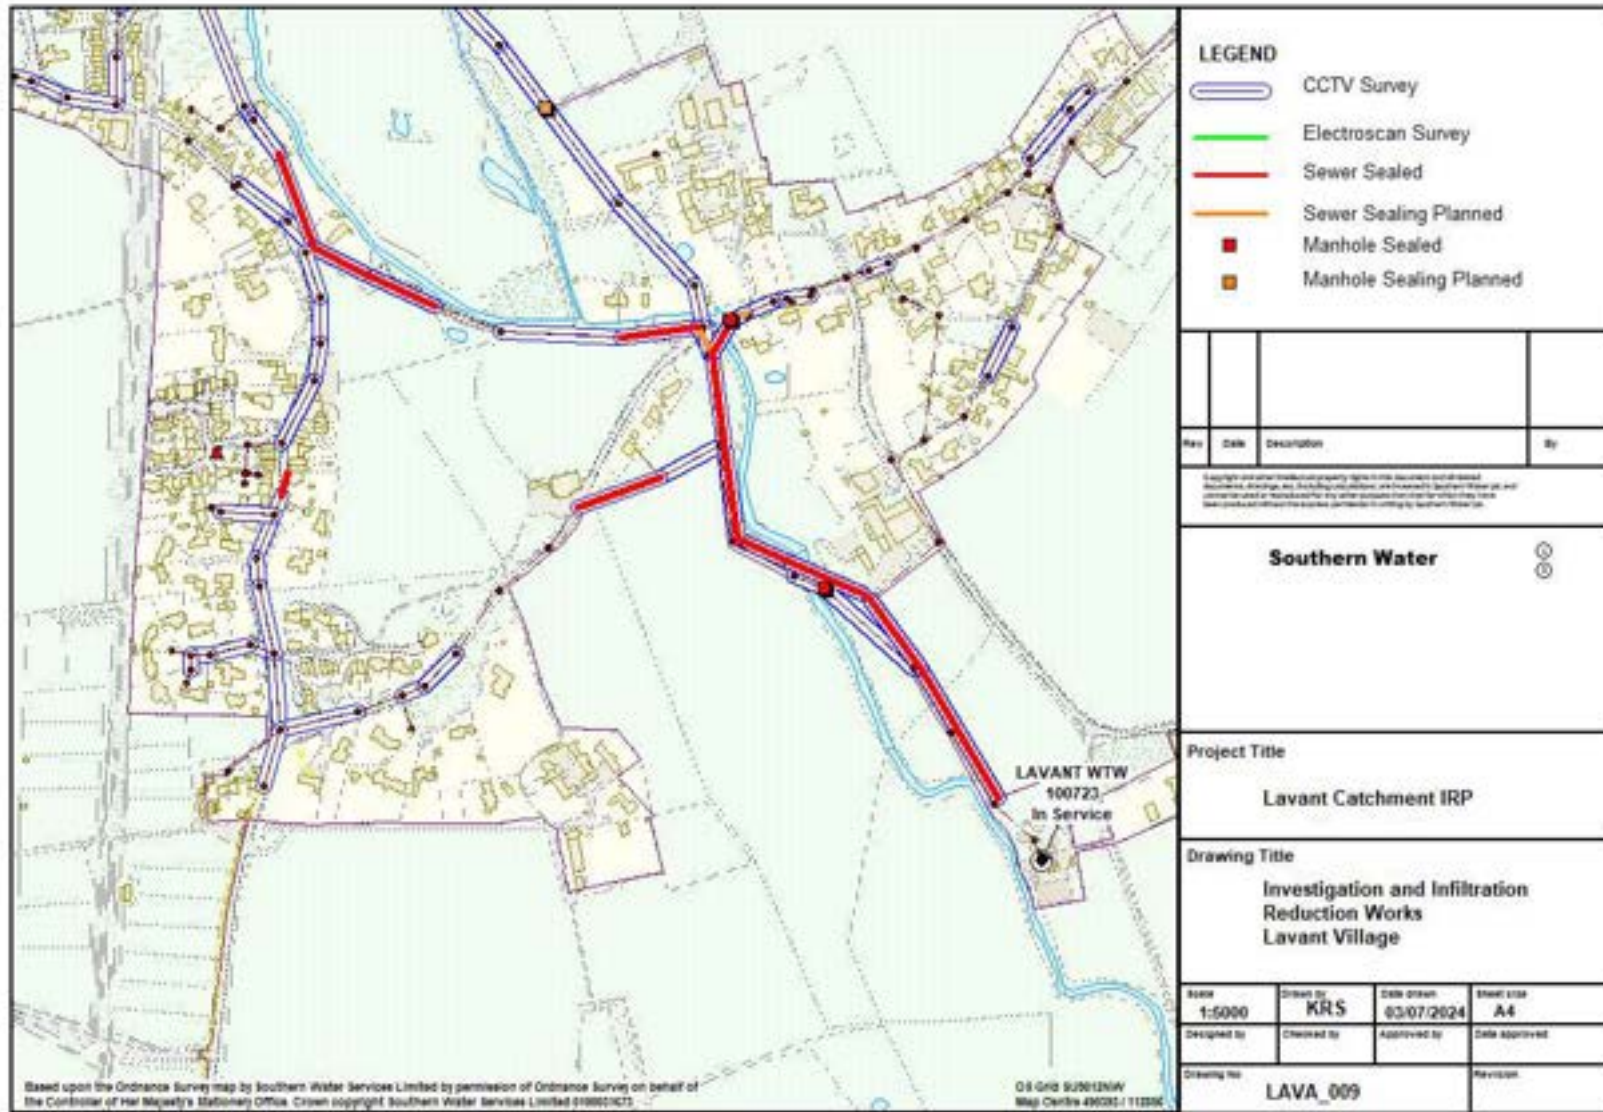 LEGEND
CCTV Survey
Electroscan Survey
Sewer Sealed
Sewer Sealing Planned
Manhole Sealed
Manhole Sealing Planned
Rev Date Description By
Southern Water
Project Title
Lavant Catchment IRP
Drawing Title
Investigation and Infiltration
Reduction Works
Lavant Village
Scale Drawn by Date drawn Sheet size
1:5000 KRS 03/07/2024 A4
Designed by Checked by Approved by Date approved
Drawing No Revision
LAVA_009
LAVANT WTW
100723
In Service
Based upon the Ordnance Survey map by Southern Water Services Limited by permission of Ordnance Survey on behalf of
the Controller of Her Majesty's Stationery Office. Crown copyright Southern Water Services Limited
OS Grid
Map Centre